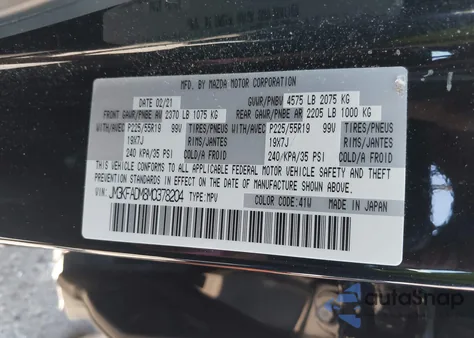 MFD. BY MAZDA MOTOR CORPORATION
DATE 02/21 GVWR/PNBV 4575 LB 2075 KG
FRONT GAWR/PNBE AV 2370 LB 1075 KG REAR GAWR/PNBE AR 2205 LB 1000 KG
WITH/AVEC P225/55R19 99V TIRES/PNEUS WITH/AVEC P225/55R19 99V TIRES/PNEUS
19X7J RIMS/JANTES 19X7J RIMS/JANTES
240 KPA/35 PSI COLD/A FROID 240 KPA/35 PSI COLD/A FROID
THIS VEHICLE CONFORMS TO ALL APPLICABLE FEDERAL MOTOR VEHICLE SAFETY, BUMPER, AND THEFT
PREVENTION STANDARDS IN EFFECT ON THE DATE OF MANUFACTURE SHOWN ABOVE.
VIN: JM3KFADM8M0378204 TYPE: MPV COLOR CODE: 41W MADE IN JAPAN
autoSnap